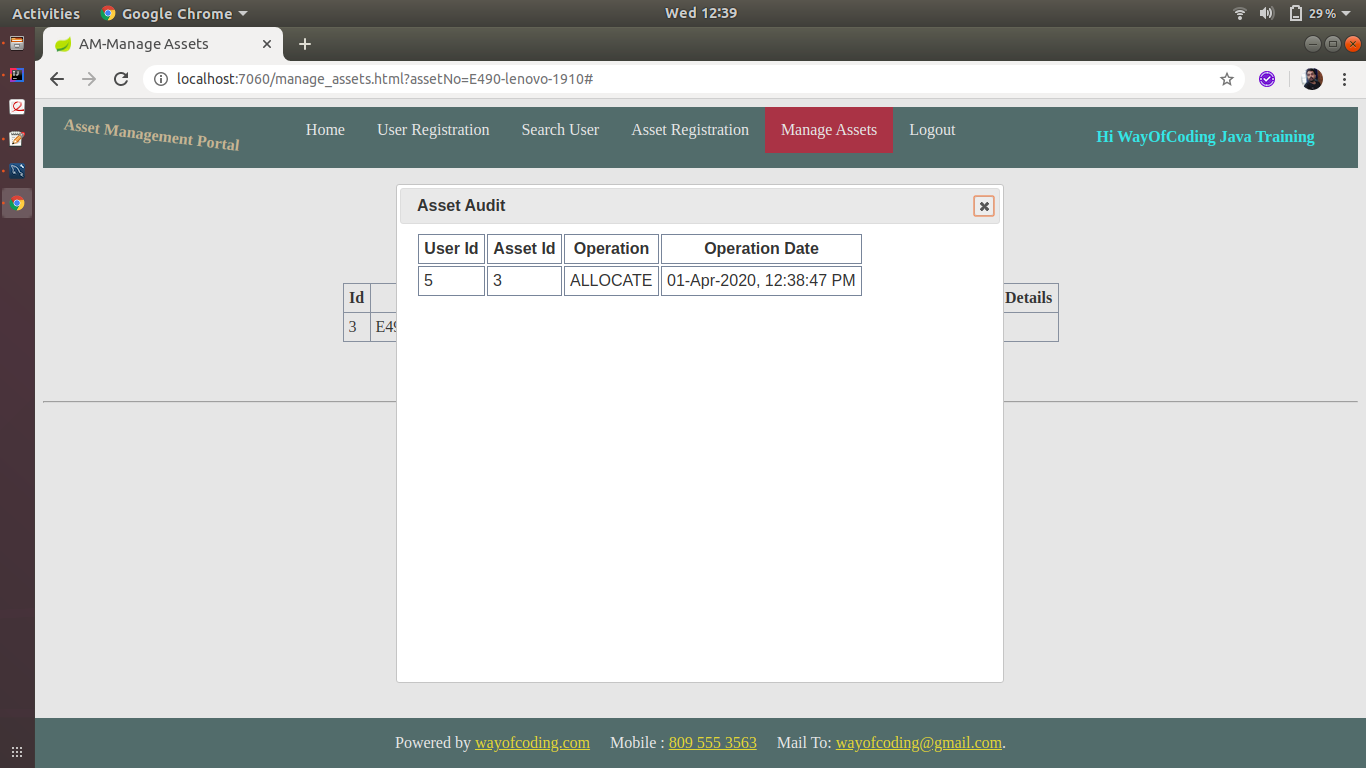 Activities Google Chrome Wed 12:39 29%
AM-Manage Assets
localhost:7060/manage_assets.html?assetNo=E490-lenovo-1910#
Asset Management Portal Home User Registration Search User Asset Registration Manage Assets Logout Hi WayOfCoding Java Training
Asset Audit
User Id Asset Id Operation Operation Date
5 3 ALLOCATE 01-Apr-2020, 12:38:47 PM
Id Details
3 E49
Powered by wayofcoding.com Mobile : 809 555 3563 Mail To: wayofcoding@gmail.com.